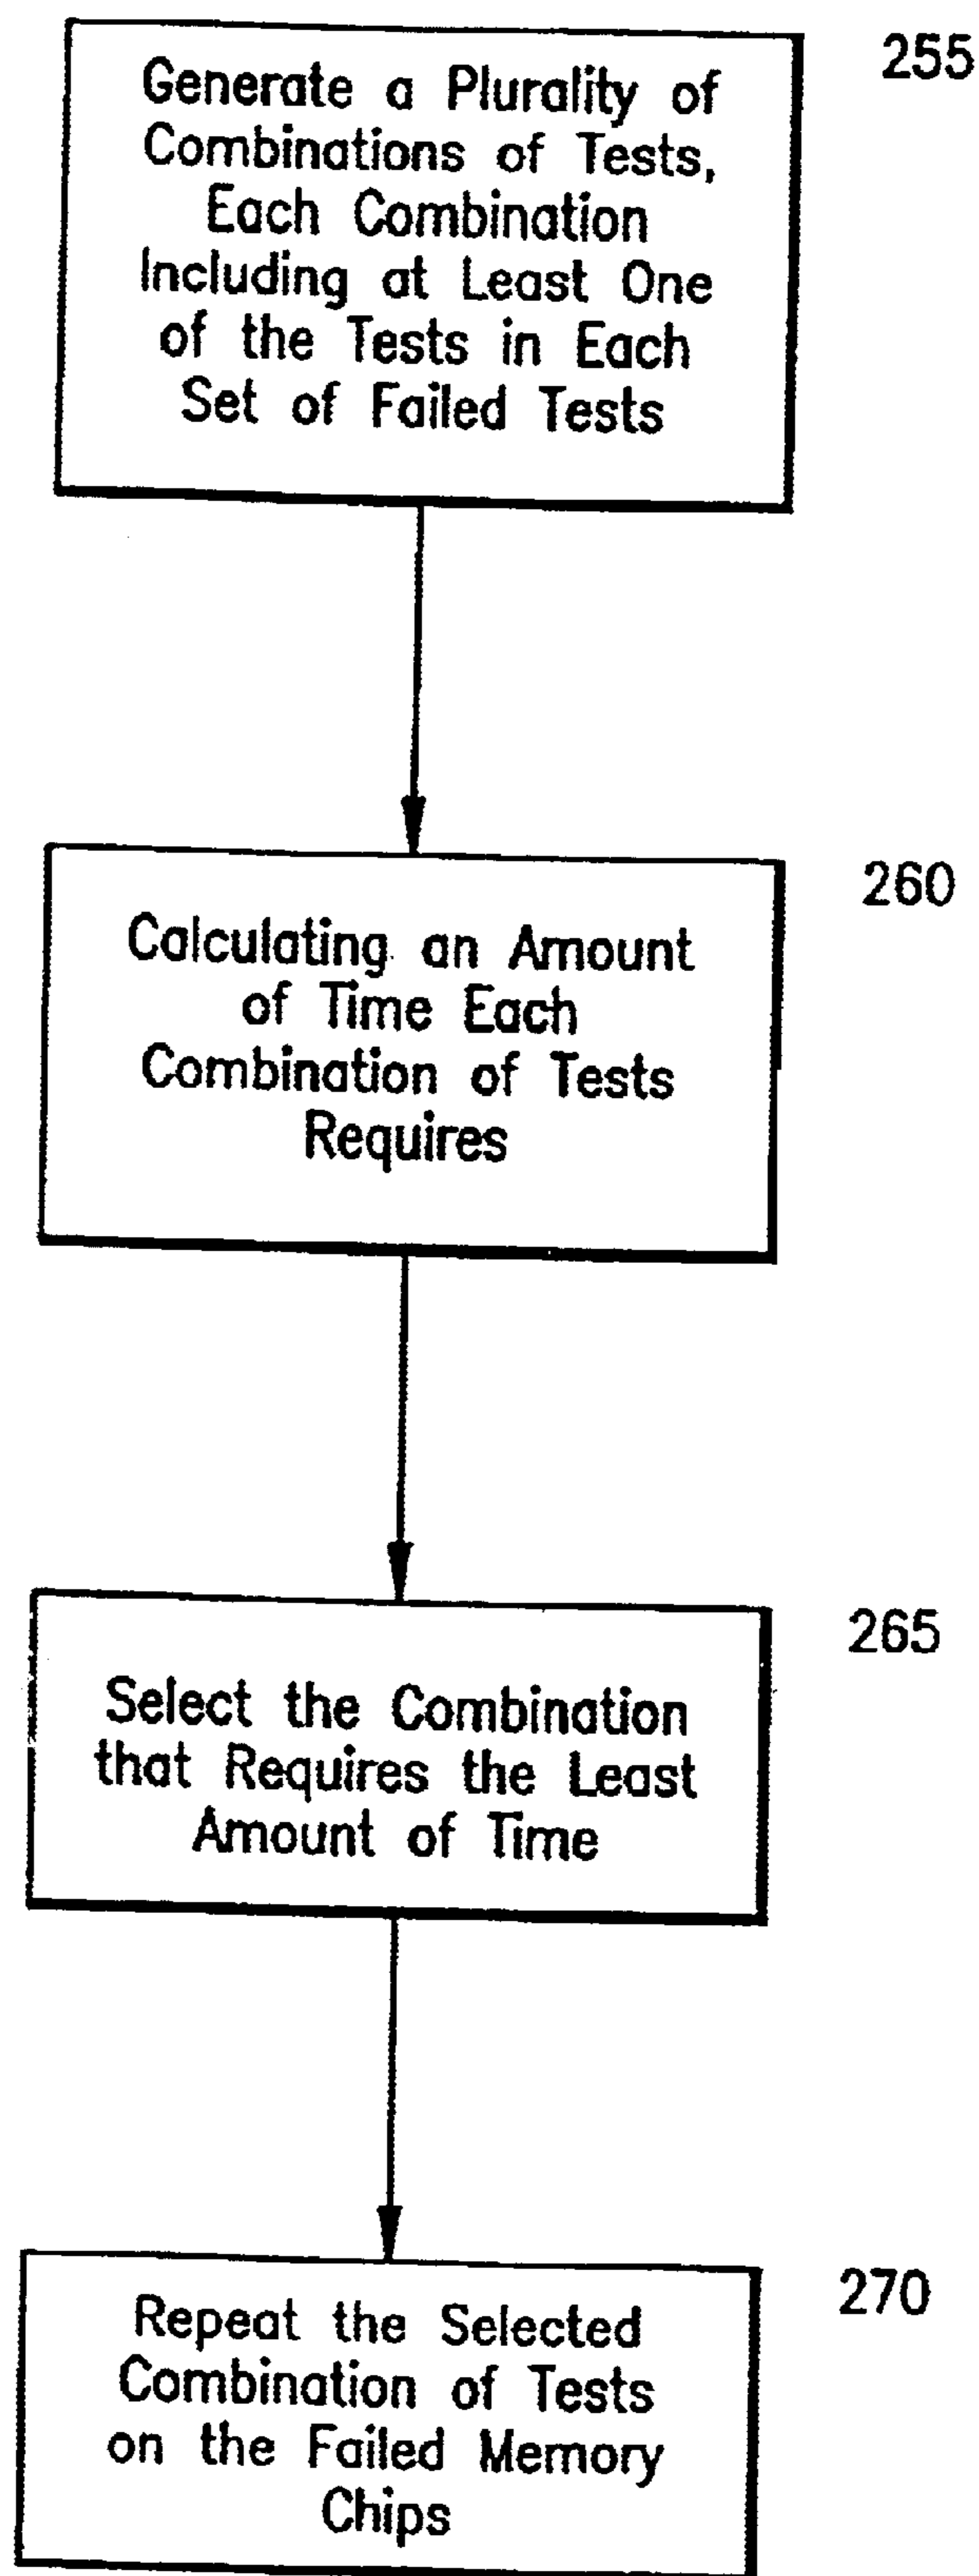 255
Generate a Plurality of
Combinations of Tests,
Each Combination
Including at Least One
of the Tests in Each
Set of Failed Tests
260
Calculating an Amount
of Time Each
Combination of Tests
Requires
265
Select the Combination
that Requires the Least
Amount of Time
270
Repeat the Selected
Combination of Tests
on the Failed Memory
Chips